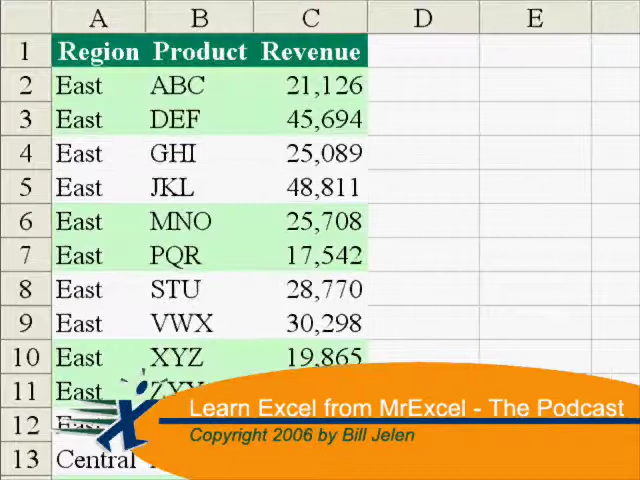 A B C D E
1 Region Product Revenue
2 East ABC 21,126
3 East DEF 45,694
4 East GHI 25,089
5 East JKL 48,811
6 East MNO 25,708
7 East PQR 17,542
8 East STU 28,770
9 East VWX 30,298
10 East XYZ 19,865
11 East
Learn Excel from MrExcel - The Podcast
12
Copyright 2006 by Bill Jelen
13 Central